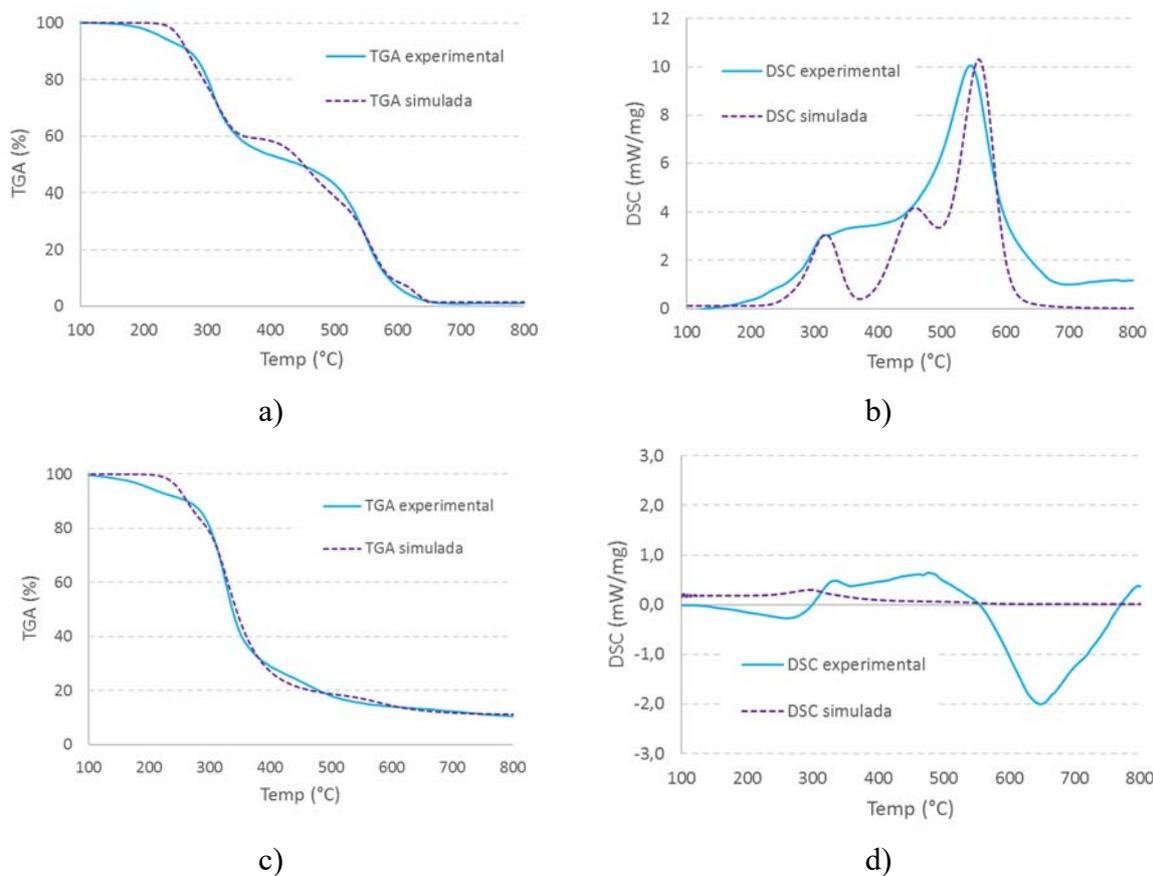 100
80
60
40
20
0
TGA (%)
TGA experimental
TGA simulada
100 200 300 400 500 600 700 800
Temp (°C)
a)
12
10
8
6
4
2
0
DSC (mW/mg)
DSC experimental
DSC simulada
100 200 300 400 500 600 700 800
Temp (°C)
b)
100
80
60
40
20
0
TGA (%)
TGA experimental
TGA simulada
100 200 300 400 500 600 700 800
Temp (°C)
c)
3,0
2,0
1,0
0,0
-1,0
-2,0
-3,0
DSC (mW/mg)
DSC experimental
DSC simulada
100 200 300 400 500 600 700 800
Temp (°C)
d)